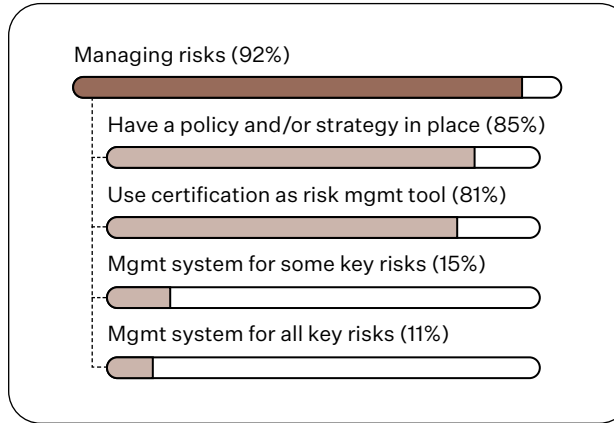 Managing risks (92%)
Have a policy and/or strategy in place (85%)
Use certification as risk mgmt tool (81%)
Mgmt system for some key risks (15%)
Mgmt system for all key risks (11%)